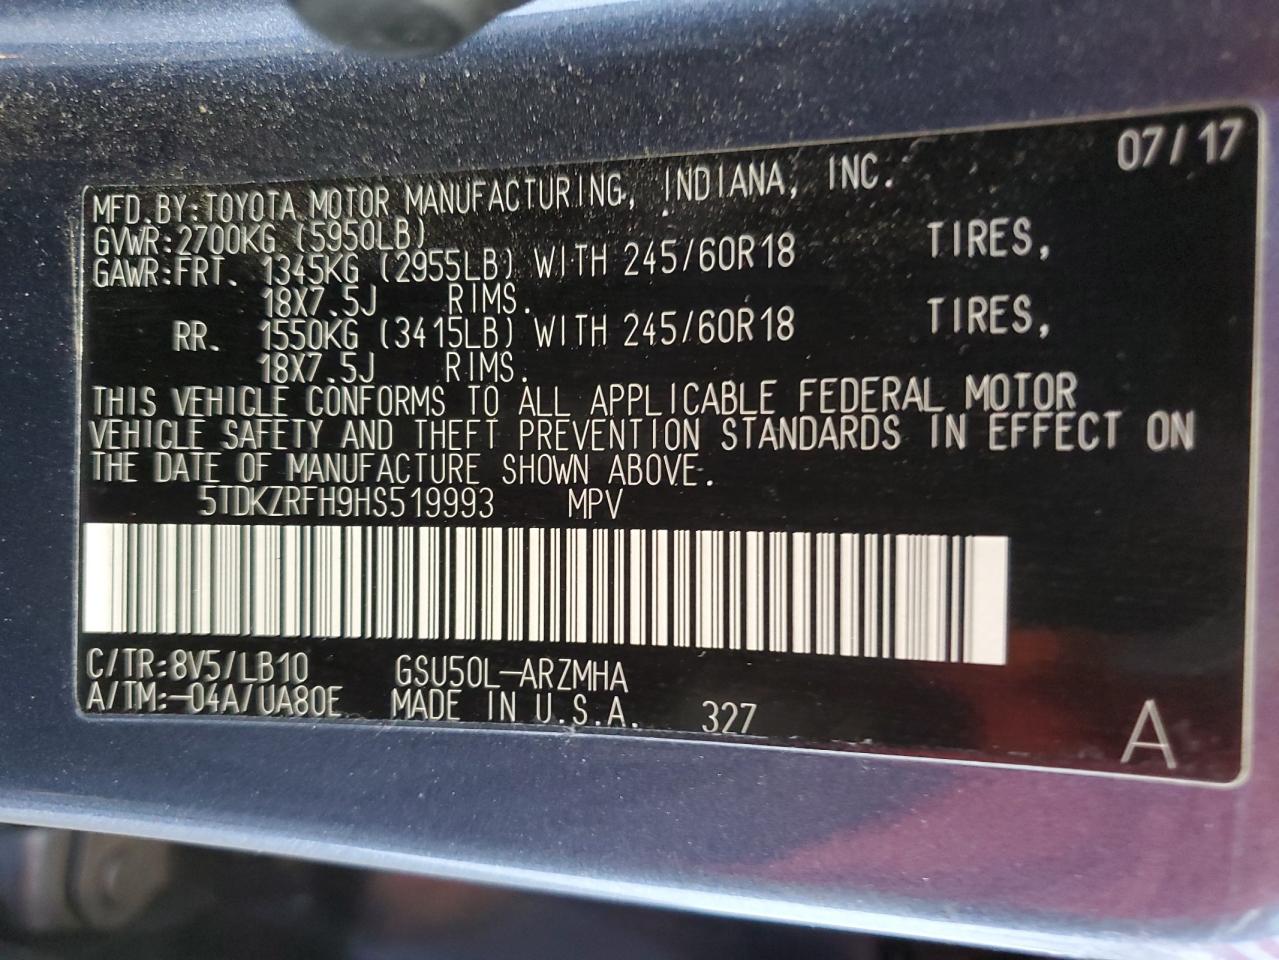 07/17
MFD.BY:TOYOTA MOTOR MANUFACTURING, INDIANA, INC.
GVWR:2700KG (5950LB)
GAWR:FRT. 1345KG (2955LB) WITH 245/60R18 TIRES,
18X7.5J RIMS.
RR. 1550KG (3415LB) WITH 245/60R18 TIRES,
18X7.5J RIMS.
THIS VEHICLE CONFORMS TO ALL APPLICABLE FEDERAL MOTOR
VEHICLE SAFETY AND THEFT PREVENTION STANDARDS IN EFFECT ON
THE DATE OF MANUFACTURE SHOWN ABOVE.
5TDKZRFH9HS519993 MPV
C/TR:8V5/LB10 GSU50L-ARZMHA
A/TM:-04A/UA80E MADE IN U.S.A. 327
A